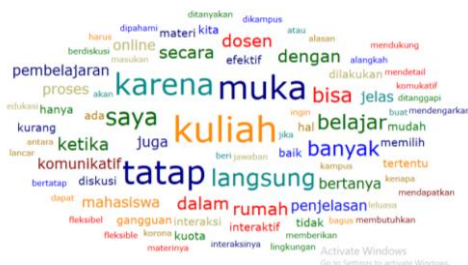 ditanyakan dikampus
harus dipahami materi kita atau alasan
berdiskusi online secara dosen mendukung
masukan efektif dengan alangkah
pembelajaran dilakukan mendetail
proses akan karena muka bisa jelas komukatif
ditanggapi
edukasi hanya ada saya ingin buat mendengarkan
kurang kuliah hal belajar mudah
antara ketika juga jika banyak memilih
lancar beri jawaban baik kampus tertentu
komunikatif tatap langsung bertanya kenapa
bertatap diskusi mendapatkan
dapat mahasiswa dalam rumah penjelasan leluasa
fleksibel gangguan interaksi tidak bagus membutuhkan
fleksible korona kuota interaktif memberikan
materinya interaksinya lingkungan
Activate Windows
Go to Settings to activate Windows.